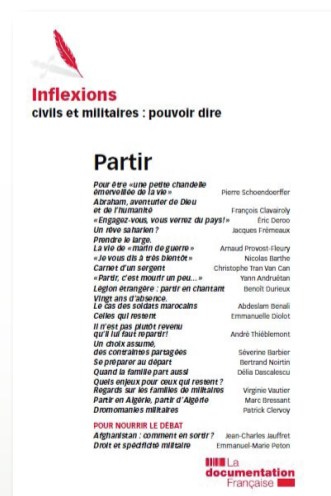 Inflexions
civils et militaires : pouvoir dire
Partir
Pour être «une petite chandelle
émerveillée de la vie» Pierre Schoendoerffer
Abraham, aventurier de Dieu
et de l'humanité François Clavairoly
«Engagez-vous, vous verrez du pays!» Éric Deroo
Un rêve saharien ? Jacques Frémeaux
Prendre le large.
La vie de «marin de guerre» Arnaud Provost-Fleury
«Je vous dis à très bientôt» Nicolas Barthe
Carnet d'un sergent Christophe Tran Van Can
«Partir, c'est mourir un peu...» Yann Andruétan
Légion étrangère : partir en chantant Benoît Durieux
Vingt ans d'absence.
Le cas des soldats marocains Abdeslam Benali
Celles qui restent Emmanuelle Diolot
Il n'est pas plutôt revenu
qu'il lui faut repartir! André Thiéblemont
Un choix assumé,
des contraintes partagées Séverine Barbier
Se préparer au départ Bertrand Noirtin
Quand la famille part aussi Délia Dascalescu
Quels enjeux pour ceux qui restent ?
Regards sur les familles de militaires Virginie Vautier
Partir en Algérie, partir d'Algérie Marc Bressant
Dromomanies militaires Patrick Clervoy
POUR NOURRIR LE DÉBAT
Afghanistan : comment en sortir ? Jean-Charles Jauffret
Droit et spécificité militaire Emmanuel-Marie Peton
La
documentation
Française